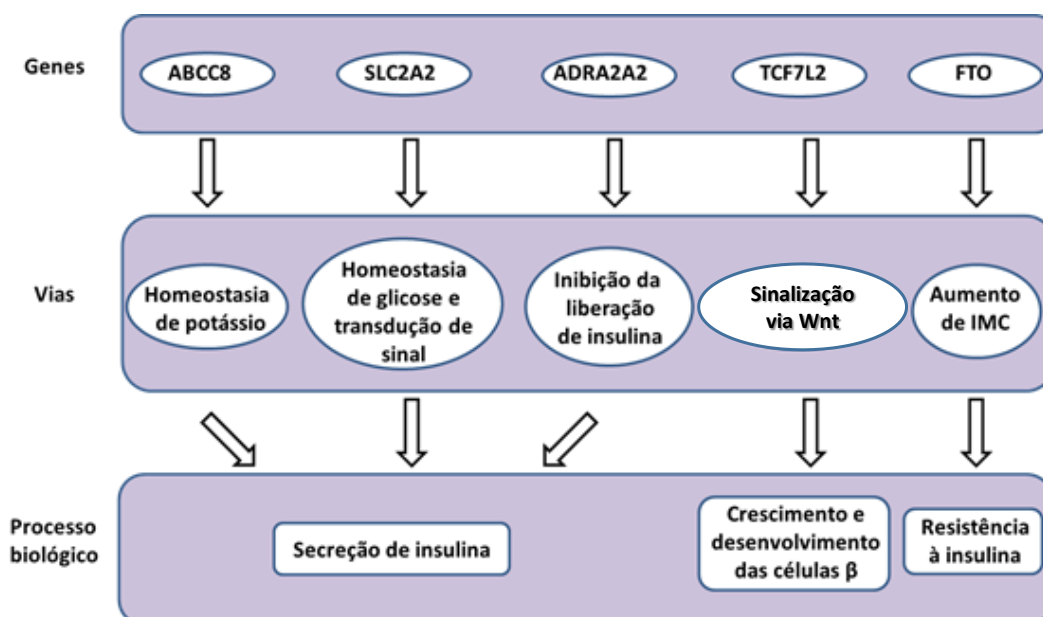 Genes
ABCC8
SLC2A2
ADRA2A2
TCF7L2
FTO
Vias
Homeostasia
de potássio
Homeostasia
de glicose e
transdução de
sinal
Inibição da
liberação
de insulina
Sinalização
via Wnt
Aumento
de IMC
Processo
biológico
Secreção de insulina
Crescimento e
desenvolvimento
das células β
Resistência
à insulina